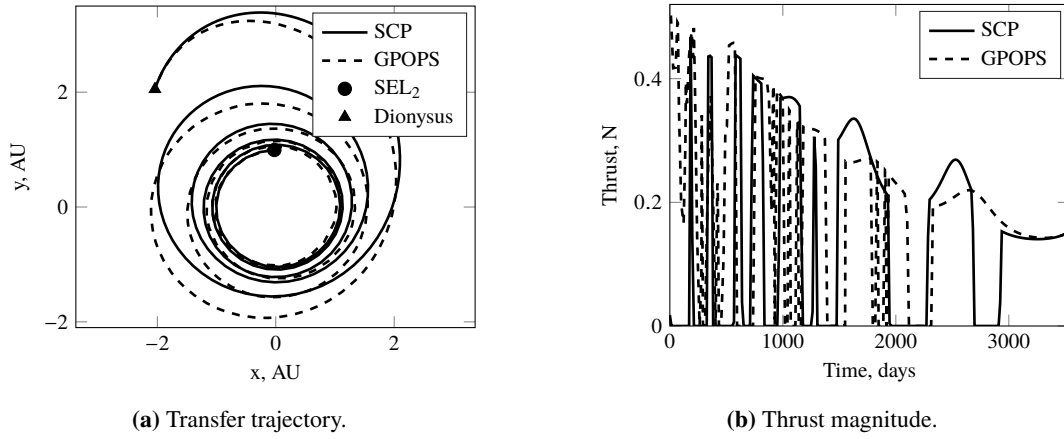 SCP
GPOPS
SEL₂
Dionysus
2
0
−2
y, AU
−2
0
2
x, AU
(a) Transfer trajectory.
SCP
GPOPS
0.4
0.2
0
Thrust, N
0
1000
2000
3000
Time, days
(b) Thrust magnitude.